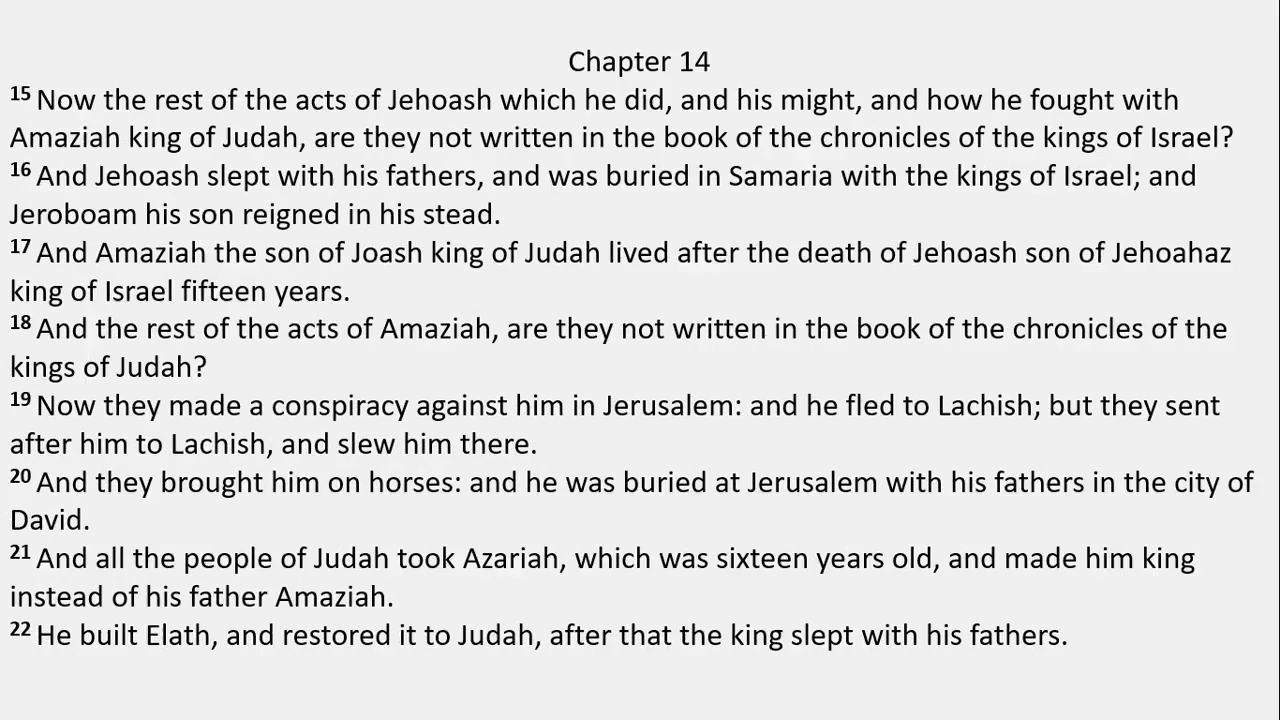 Chapter 14
15 Now the rest of the acts of Jehoash which he did, and his might, and how he fought with
Amaziah king of Judah, are they not written in the book of the chronicles of the kings of Israel?
16 And Jehoash slept with his fathers, and was buried in Samaria with the kings of Israel; and
Jeroboam his son reigned in his stead.
17 And Amaziah the son of Joash king of Judah lived after the death of Jehoash son of Jehoahaz
king of Israel fifteen years.
18 And the rest of the acts of Amaziah, are they not written in the book of the chronicles of the
kings of Judah?
19 Now they made a conspiracy against him in Jerusalem: and he fled to Lachish; but they sent
after him to Lachish, and slew him there.
20 And they brought him on horses: and he was buried at Jerusalem with his fathers in the city of
David.
21 And all the people of Judah took Azariah, which was sixteen years old, and made him king
instead of his father Amaziah.
22 He built Elath, and restored it to Judah, after that the king slept with his fathers.